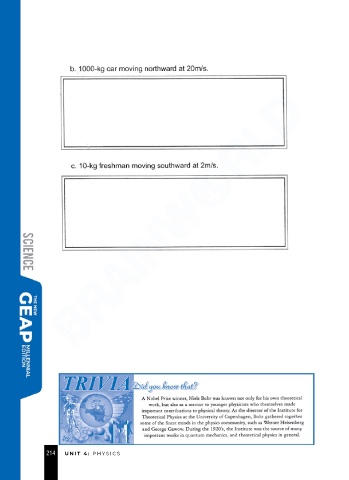 b. 1000-kg car moving northward at 20m/s.
c. 10-kg freshman moving southward at 2m/s.
SCIENCE
THE NEW
GEAP
MILLENNIAL
EDITION
BRAINWORLD
TRIVIA
Did you know that?
A Nobel Prize winner, Niels Bohr was known not only for his own theoretical
work, but also as a mentor to younger physicists who themselves made
important contributions to physical theory. As the director of the Institute for
Theoretical Physics at the University of Copenhagen, Bohr gathered together
some of the finest minds in the physics community, such as Werner Heisenberg
and George Gamow. During the 1920's, the Institute was the source of many
important works in quantum mechanics, and theoretical physics in general.
214 UNIT 4: PHYSICS